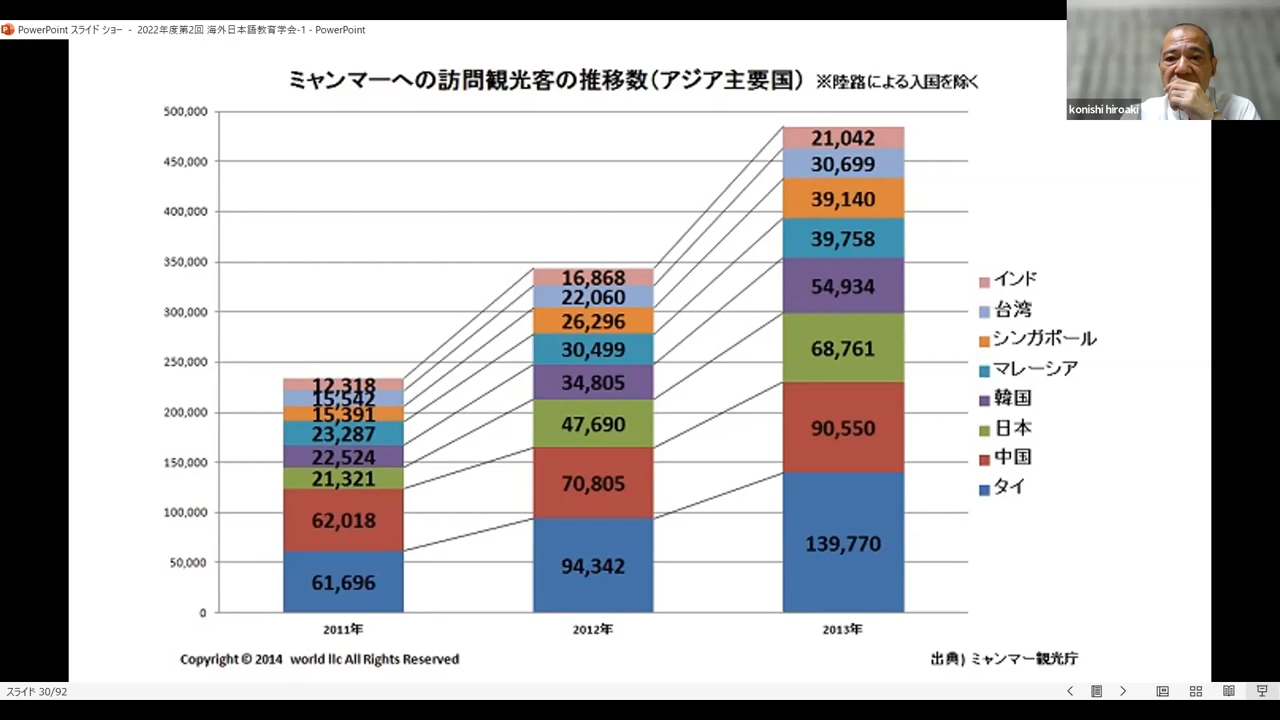 PowerPoint スライド ショー - 2022年度第2回 海外日本語教育学会-1 - PowerPoint
konishi hiroaki
ミャンマーへの訪問観光客の推移数（アジア主要国） ※陸路による入国を除く
500,000
450,000
400,000
350,000
300,000
250,000
200,000
150,000
100,000
50,000
0
12,318
15,542
15,391
23,287
22,524
21,321
62,018
61,696
16,868
22,060
26,296
30,499
34,805
47,690
70,805
94,342
21,042
30,699
39,140
39,758
54,934
68,761
90,550
139,770
インド
台湾
シンガポール
マレーシア
韓国
日本
中国
タイ
2011年 2012年 2013年
Copyright © 2014 world llc All Rights Reserved
出典) ミャンマー観光庁
スライド 30/92